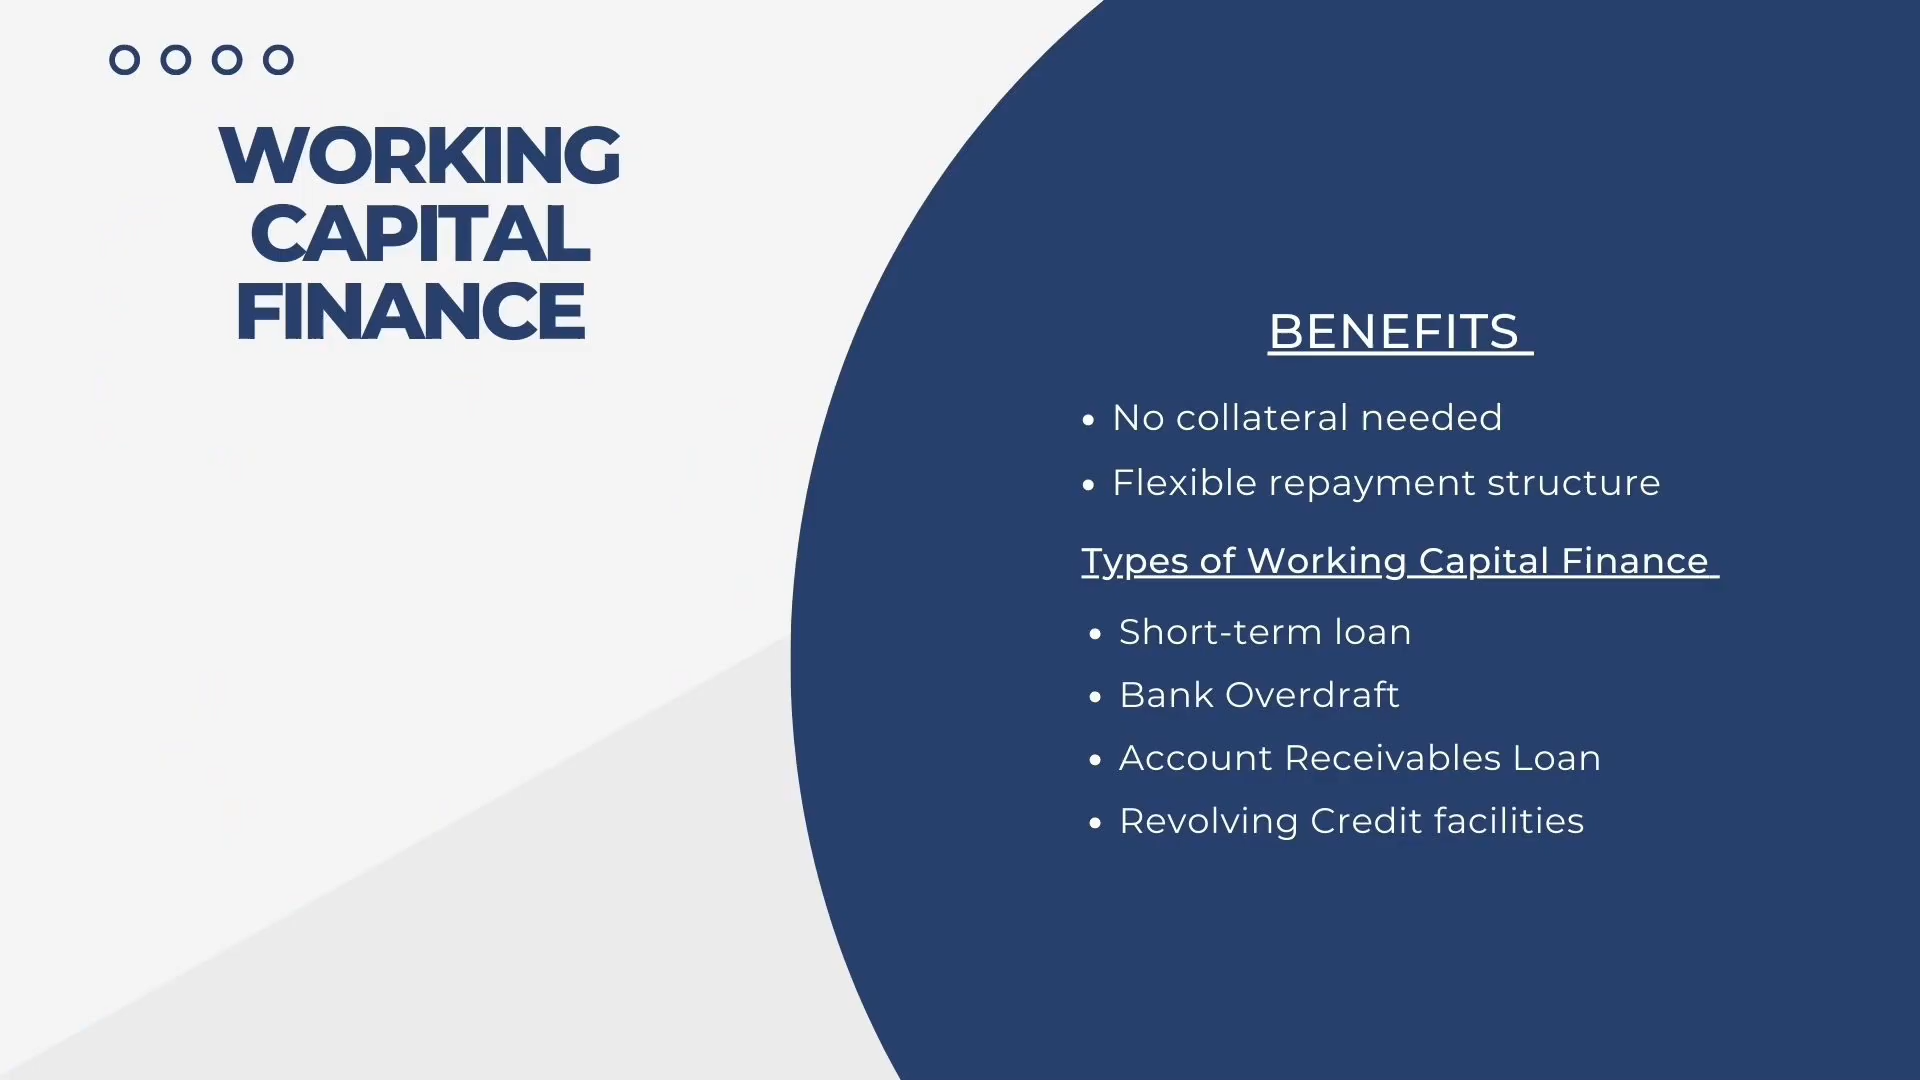 WORKING
CAPITAL
FINANCE
BENEFITS
• No collateral needed
• Flexible repayment structure
Types of Working Capital Finance
• Short-term loan
• Bank Overdraft
• Account Receivables Loan
• Revolving Credit facilities